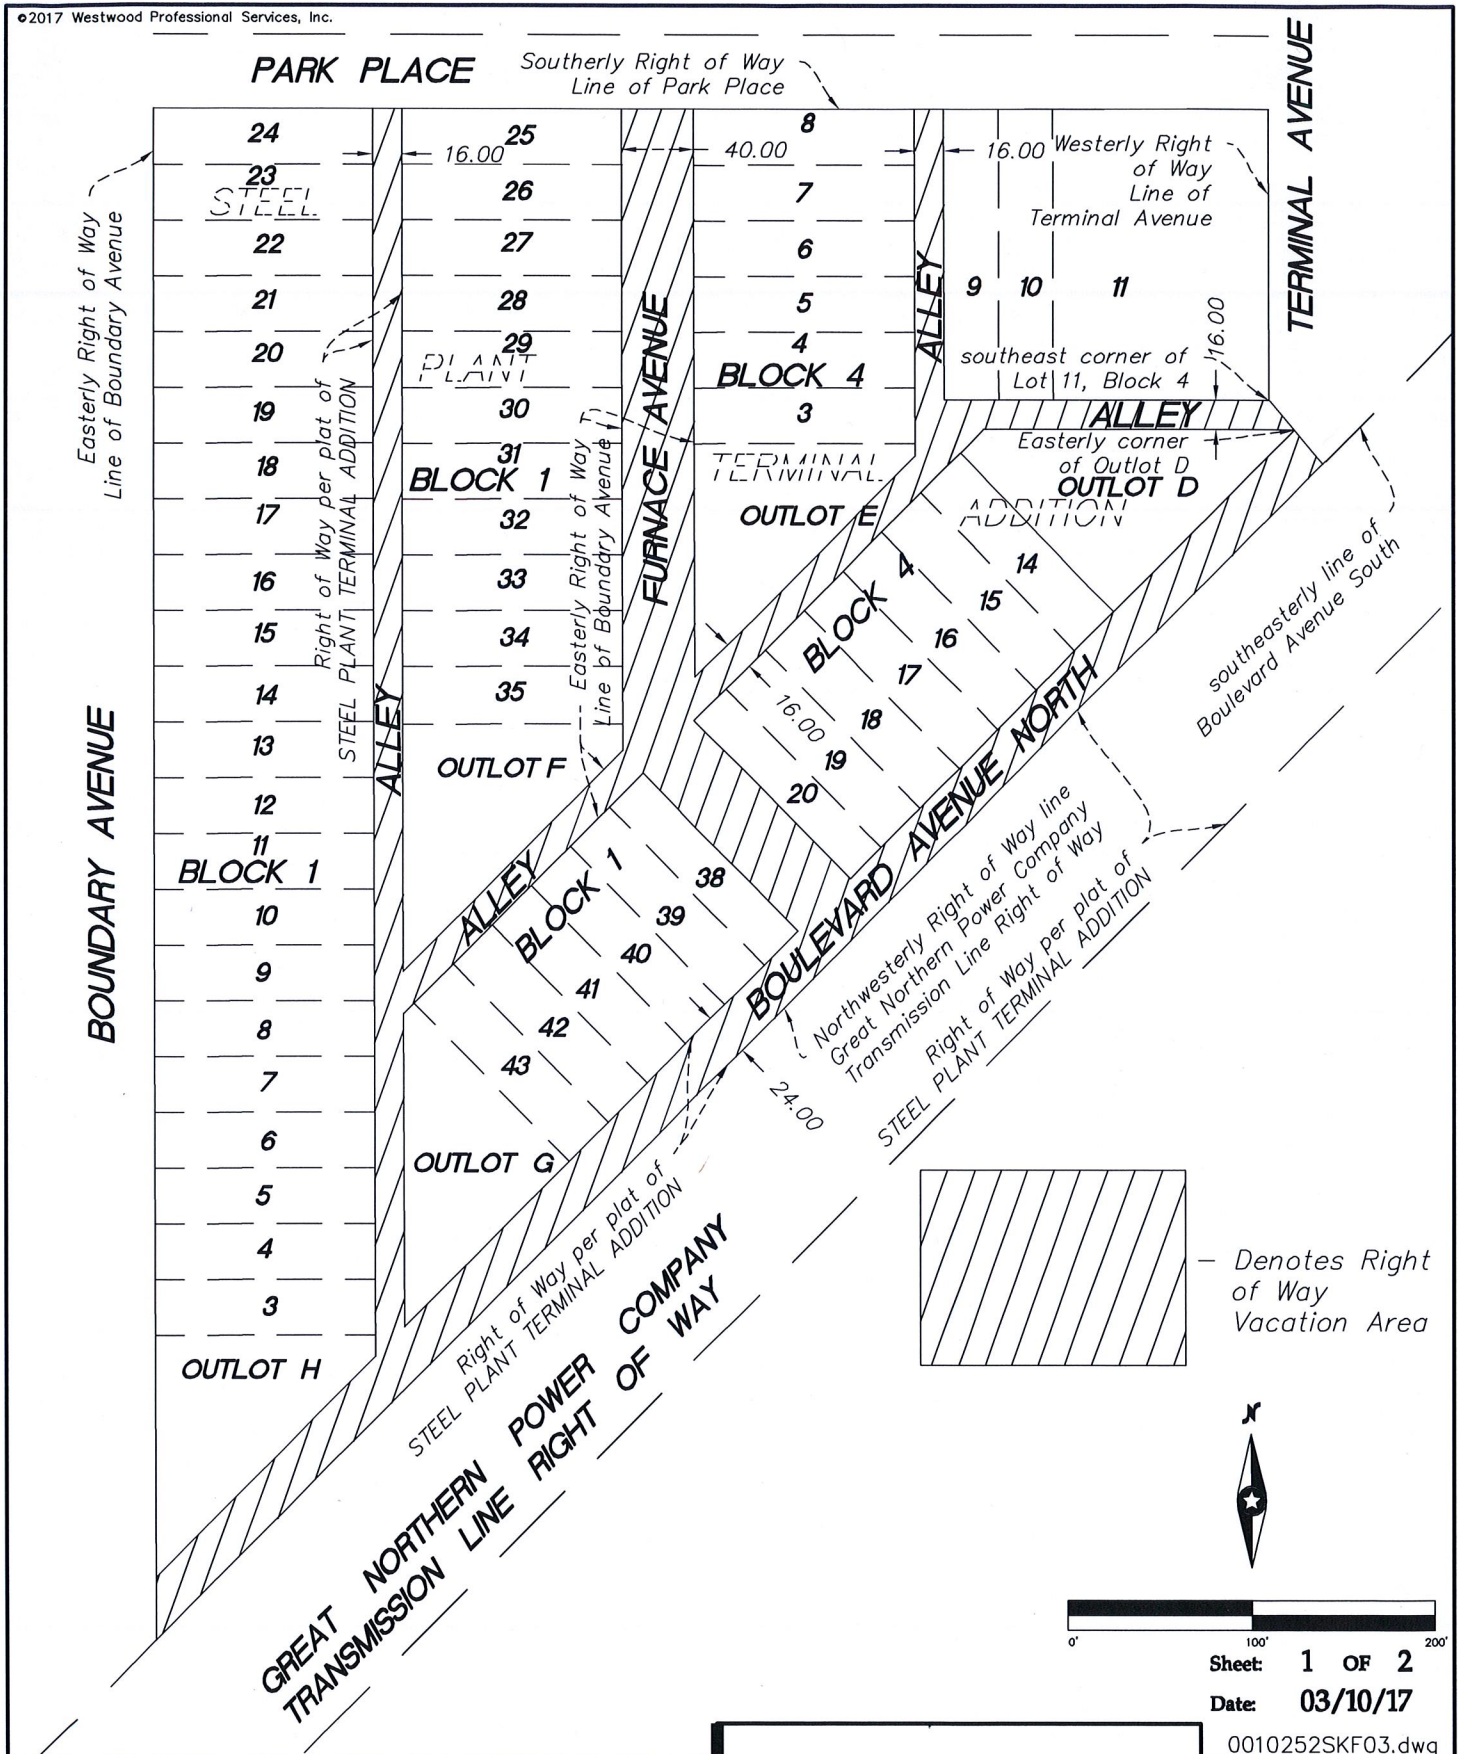 ©2017 Westwood Professional Services, Inc.
PARK PLACE
Southerly Right of Way
Line of Park Place
TERMINAL AVENUE
24
23
STEEL
22
21
20
19
18
17
16
15
14
13
12
11
BLOCK 1
10
9
8
7
6
5
4
3
OUTLOT H
Easterly Right of Way
Line of Boundary Avenue
BOUNDARY AVENUE
Right of Way per plat of
STEEL PLANT TERMINAL ADDITION
ALLEY
16.00
25
26
27
28
29
PLANT
30
31
BLOCK 1
32
33
34
35
OUTLOT F
Easterly Right of Way
Line of Boundary Avenue
FURNACE AVENUE
40.00
8
7
6
5
4
BLOCK 4
3
TERMINAL
OUTLOT E
ALLEY
16.00
Westerly Right
of Way
Line of
Terminal Avenue
9
10
11
16.00
southeast corner of
Lot 11, Block 4
ALLEY
Easterly corner
of Outlot D
OUTLOT D
ADDITION
BLOCK 4
14
15
16
17
18
19
20
16.00
southeasterly line of
Boulevard Avenue South
ALLEY
BLOCK 1
38
39
40
41
42
43
OUTLOT G
BOULEVARD AVENUE NORTH
24.00
Northwesterly Right of Way line
Great Northern Power Company
Transmission Line Right of Way
Right of Way per plat of
STEEL PLANT TERMINAL ADDITION
Right of Way per plat of
STEEL PLANT TERMINAL ADDITION
GREAT NORTHERN POWER COMPANY
TRANSMISSION LINE RIGHT OF WAY
– Denotes Right
of Way
Vacation Area
N
0' 100' 200'
Sheet: 1 OF 2
Date: 03/10/17
0010252SKF03.dwg